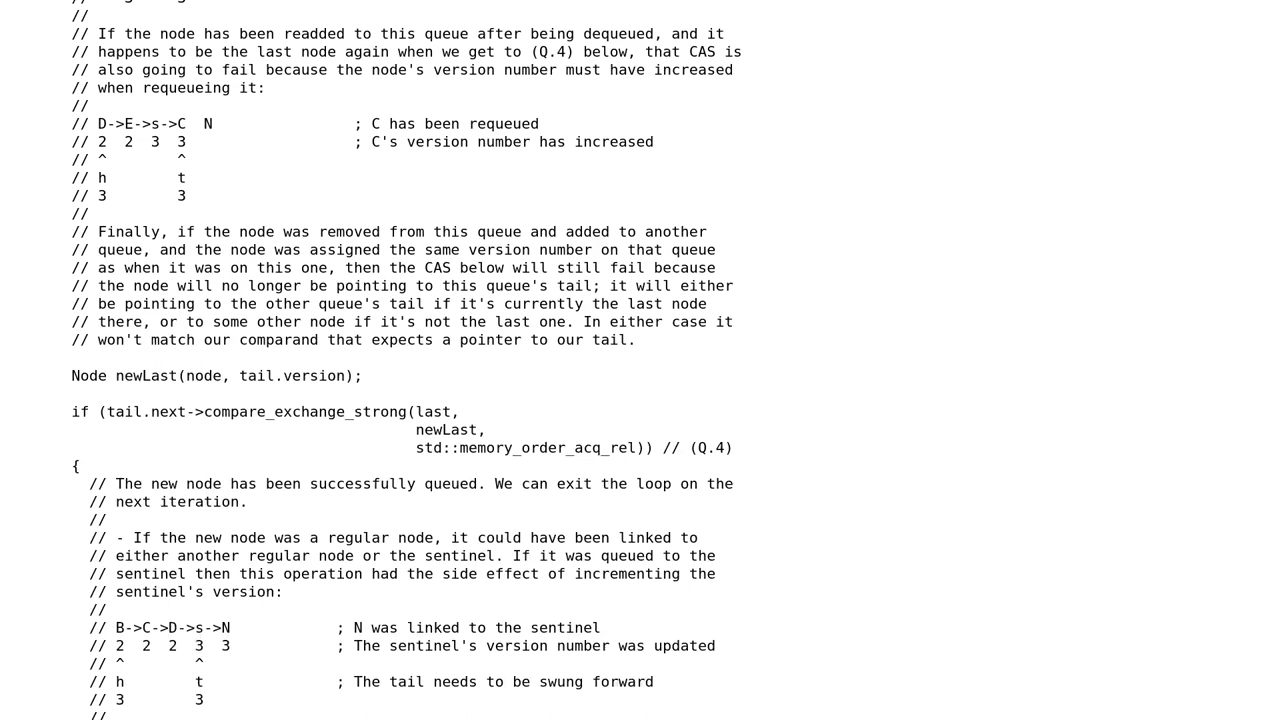 //
// If the node has been readded to this queue after being dequeued, and it
// happens to be the last node again when we get to (Q.4) below, that CAS is
// also going to fail because the node's version number must have increased
// when requeueing it:
//
// D->E->s->C  N                ; C has been requeued
// 2  2  3  3                   ; C's version number has increased
// ^        ^
// h        t
// 3        3
//
// Finally, if the node was removed from this queue and added to another
// queue, and the node was assigned the same version number on that queue
// as when it was on this one, then the CAS below will still fail because
// the node will no longer be pointing to this queue's tail; it will either
// be pointing to the other queue's tail if it's currently the last node
// there, or to some other node if it's not the last one. In either case it
// won't match our comparand that expects a pointer to our tail.

Node newLast(node, tail.version);

if (tail.next->compare_exchange_strong(last,
                                       newLast,
                                       std::memory_order_acq_rel)) // (Q.4)
{
  // The new node has been successfully queued. We can exit the loop on the
  // next iteration.
  //
  // - If the new node was a regular node, it could have been linked to
  // either another regular node or the sentinel. If it was queued to the
  // sentinel then this operation had the side effect of incrementing the
  // sentinel's version:
  //
  // B->C->D->s->N            ; N was linked to the sentinel
  // 2  2  2  3  3            ; The sentinel's version number was updated
  // ^        ^
  // h        t               ; The tail needs to be swung forward
  // 3        3
  //